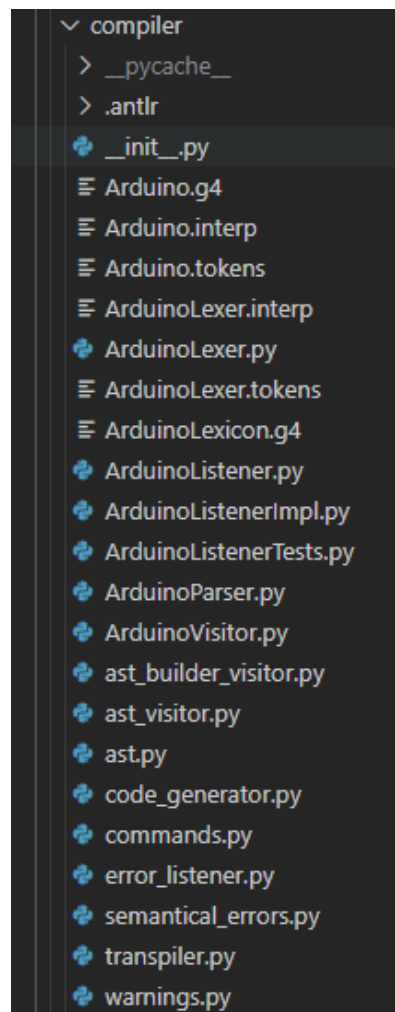 compiler
__pycache__
.antlr
__init__.py
Arduino.g4
Arduino.interp
Arduino.tokens
ArduinoLexer.interp
ArduinoLexer.py
ArduinoLexer.tokens
ArduinoLexicon.g4
ArduinoListener.py
ArduinoListenerImpl.py
ArduinoListenerTests.py
ArduinoParser.py
ArduinoVisitor.py
ast_builder_visitor.py
ast_visitor.py
ast.py
code_generator.py
commands.py
error_listener.py
semantical_errors.py
transpiler.py
warnings.py